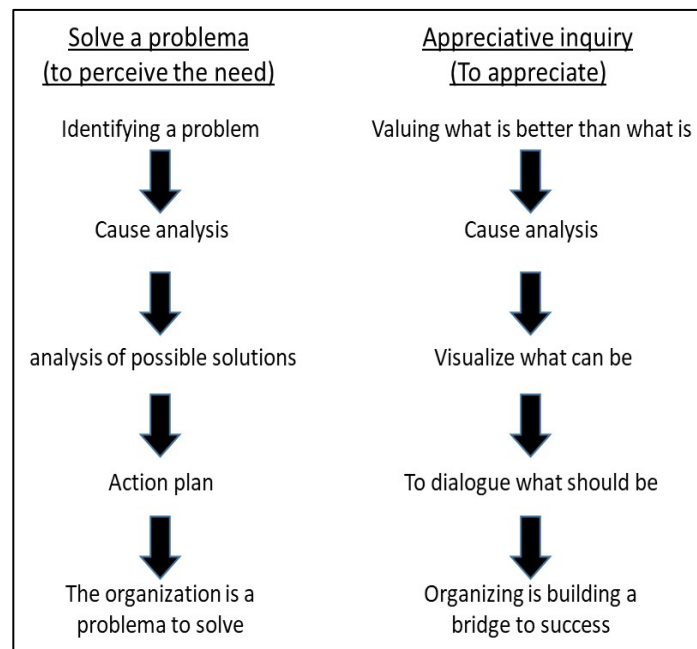 Solve a problema
(to perceive the need)
Identifying a problem
Cause analysis
analysis of possible solutions
Action plan
The organization is a
problema to solve
Appreciative inquiry
(To appreciate)
Valuing what is better than what is
Cause analysis
Visualize what can be
To dialogue what should be
Organizing is building a
bridge to success